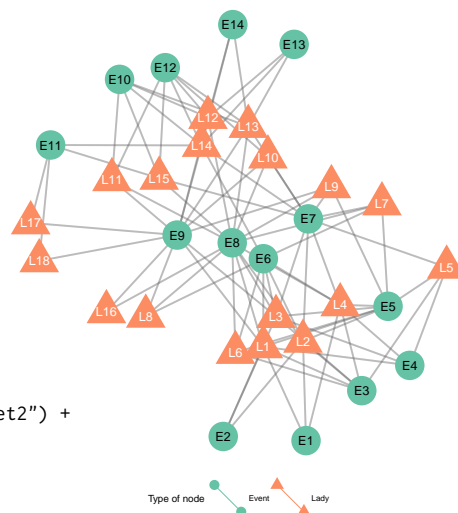 E14
E13
E12
E10
L12
L13
E11
L14
L10
L11
L15
L9
L7
L17
E7
E9
E8
L18
E6
L5
L16
L8
L3
L4
E5
L6
L1
L2
E4
E3
et2") +
E2
E1
Type of node
Event
Lady